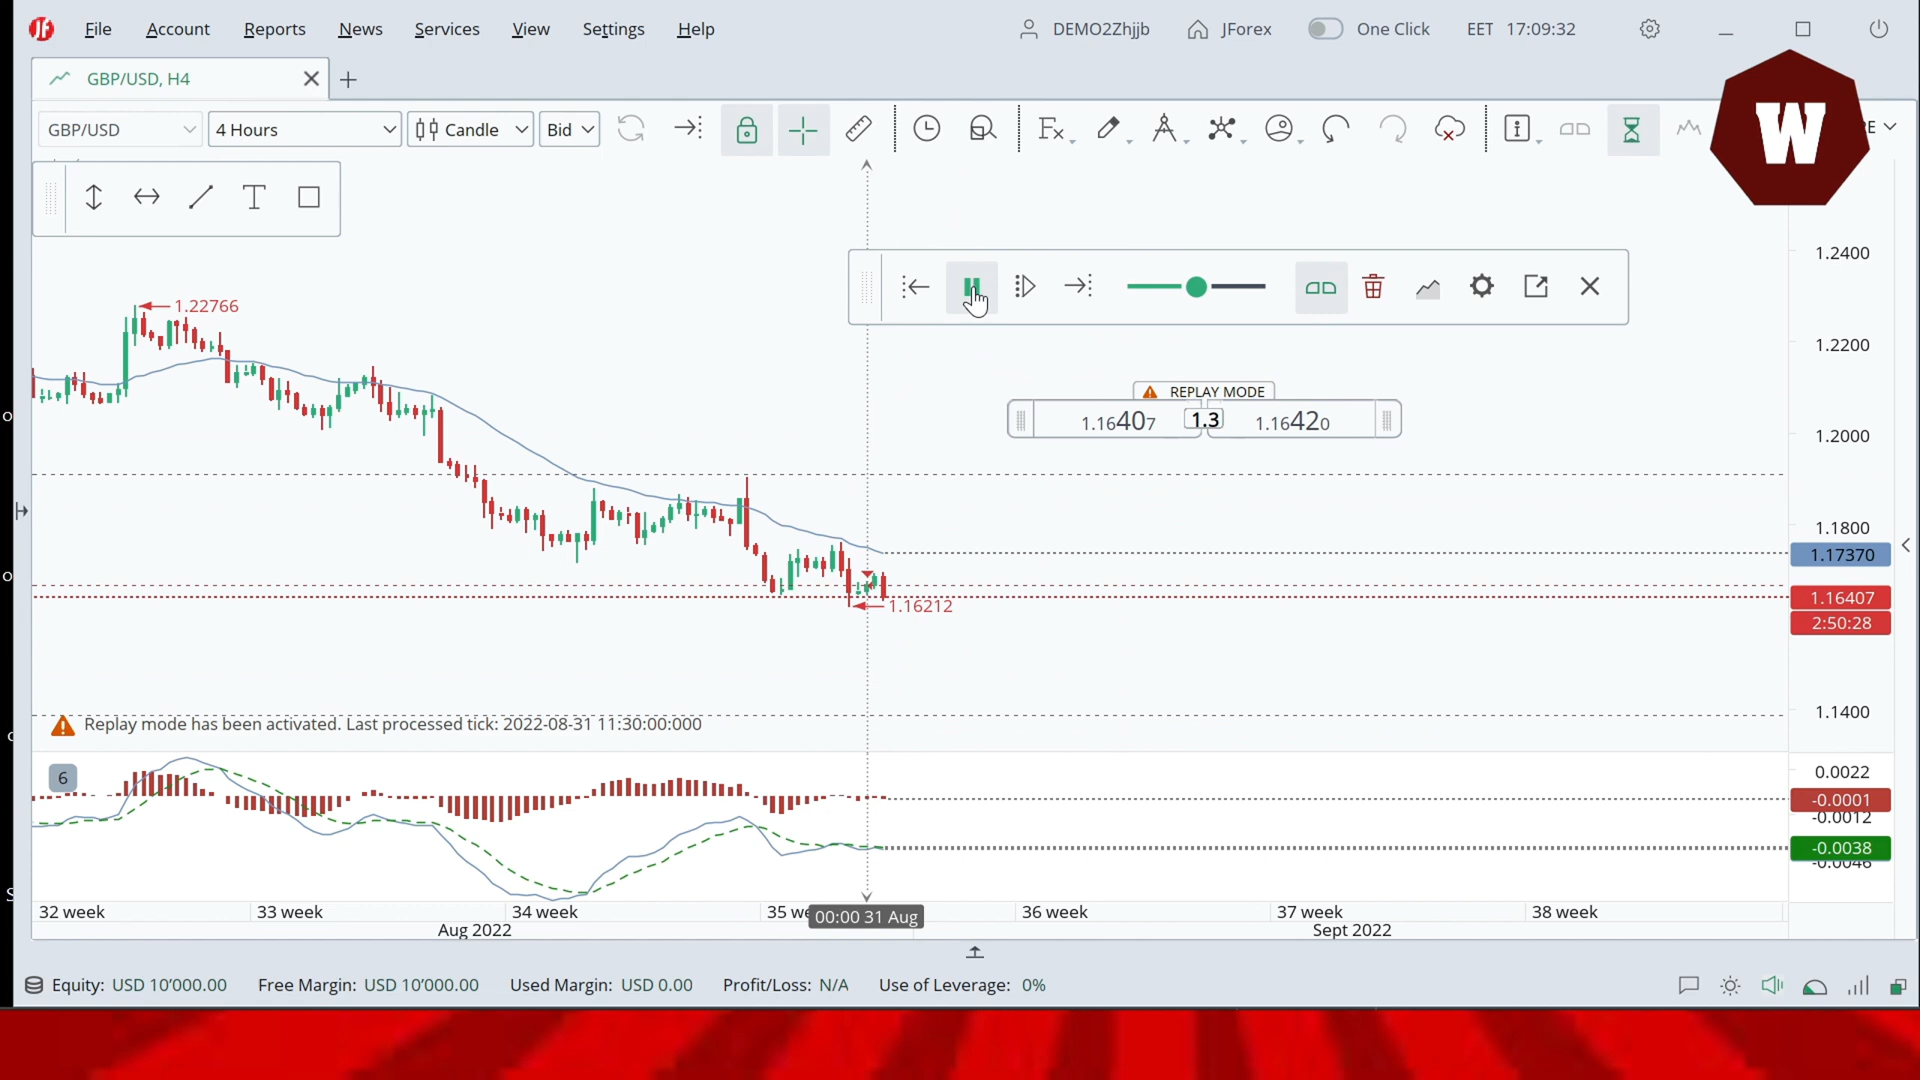 JF File Account Reports News Services View Settings Help DEMO2Zhjjb JForex One Click EET 17:09:32
GBP/USD, H4
W
GBP/USD 4 Hours Candle Bid Fx E
T
1.2400
1.22766
1.2200
REPLAY MODE
1.16407 1.3 1.16420
1.2000
1.1800
1.17370
1.16407
1.16212
2:50:28
1.1400
Replay mode has been activated. Last processed tick: 2022-08-31 11:30:00:000
6
0.0022
-0.0001
-0.0012
-0.0038
-0.0046
32 week 33 week 34 week 35 we 00:00 31 Aug 36 week 37 week 38 week
Aug 2022 Sept 2022
Equity: USD 10'000.00 Free Margin: USD 10'000.00 Used Margin: USD 0.00 Profit/Loss: N/A Use of Leverage: 0%